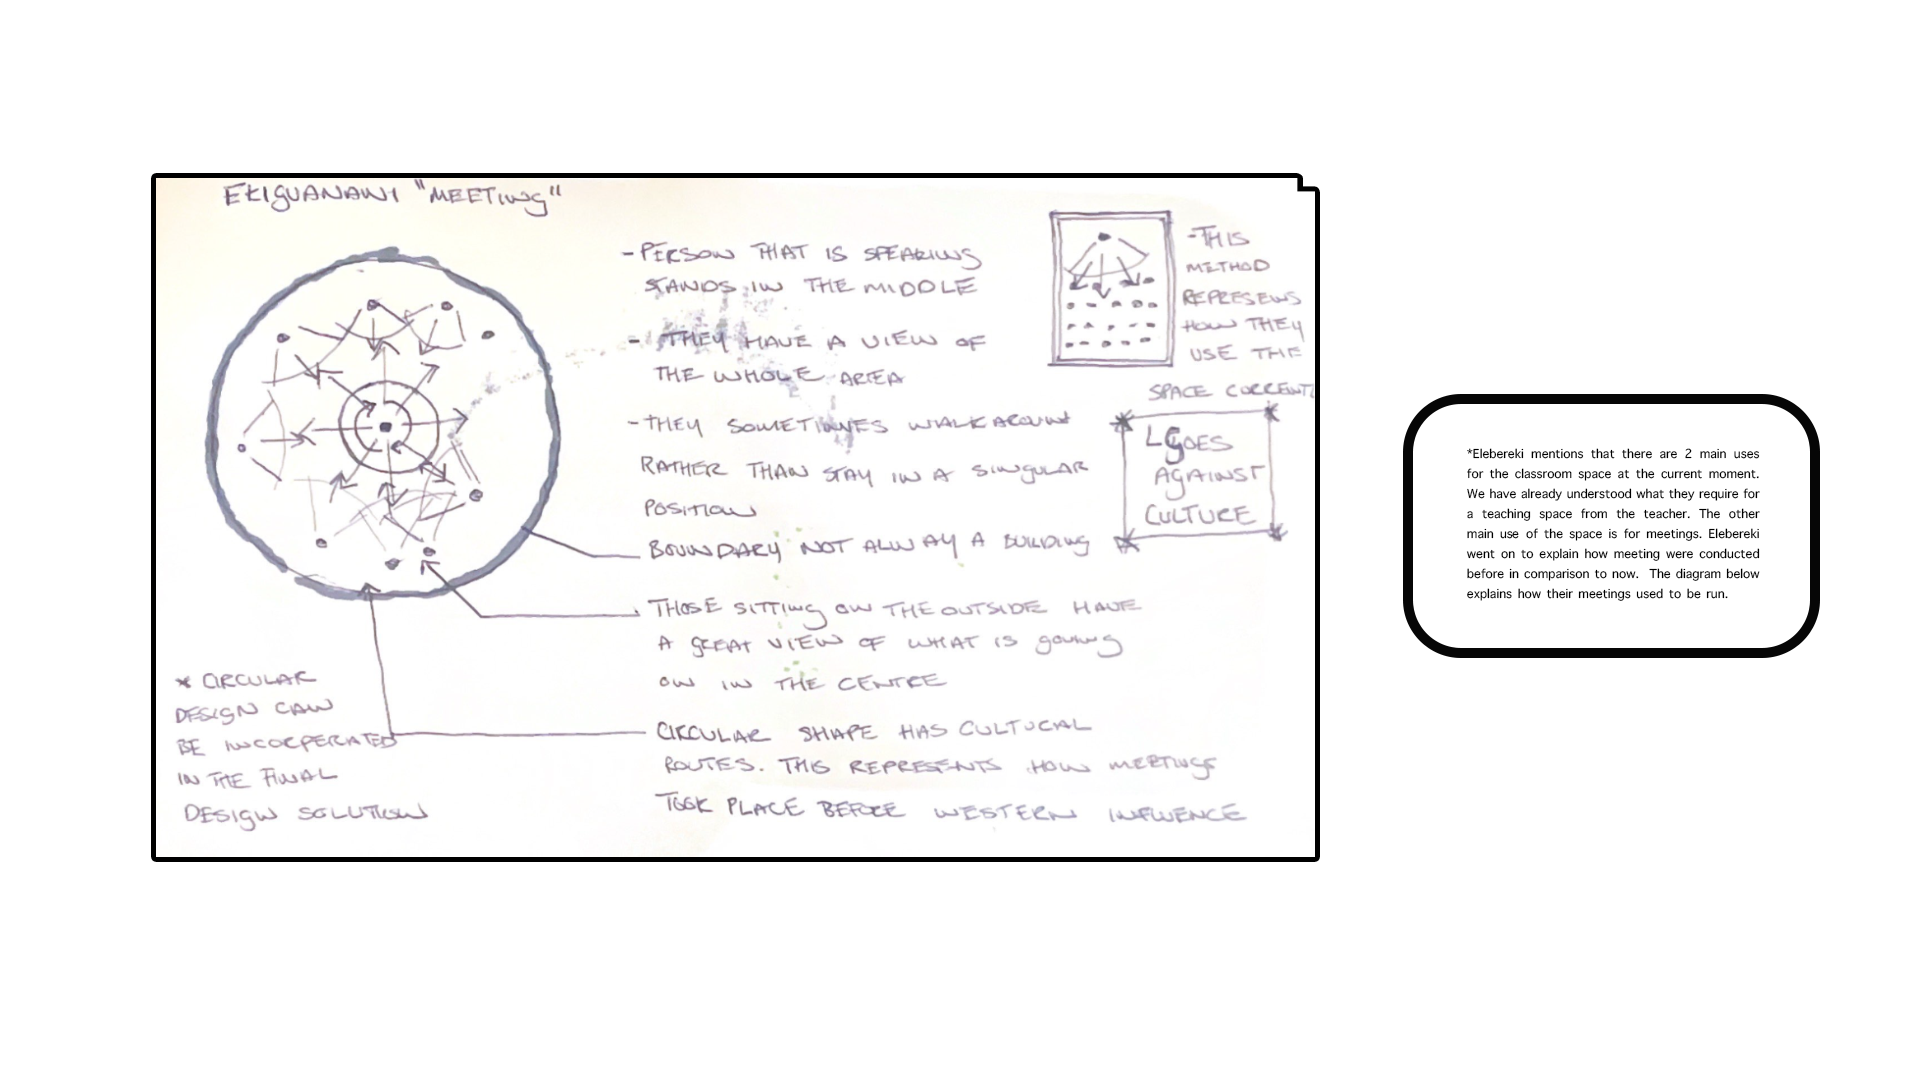 EKIGUANAWI "MEETING"
- PERSON THAT IS SPEAKING
STANDS IN THE MIDDLE
- THEY HAVE A VIEW OF
THE WHOLE AREA
- THEY SOMETIMES WALK AROUND
RATHER THAN STAY IN A SINGULAR
POSITION
BOUNDARY NOT ALWAY A BUILDING
THOSE SITTING ON THE OUTSIDE HAVE
A GREAT VIEW OF WHAT IS GOUING
ON IN THE CENTRE
CIRCULAR SHAPE HAS CULTURAL
ROUTES. THIS REPRESENTS HOW MEETINGS
TOOK PLACE BEFORE WESTERN INFLUENCE
- THIS
METHOD
REPRESENS
HOW THEY
USE THE
SPACE
GOES
AGAINST
CULTURE
* CIRCULAR
DESIGN CAN
BE INCORPERATED
IN THE FINAL
DESIGN SOLUTION
*Elebereki mentions that there are 2 main uses
for the classroom space at the current moment.
We have already understood what they require for
a teaching space from the teacher. The other
main use of the space is for meetings. Elebereki
went on to explain how meeting were conducted
before in comparison to now. The diagram below
explains how their meetings used to be run.